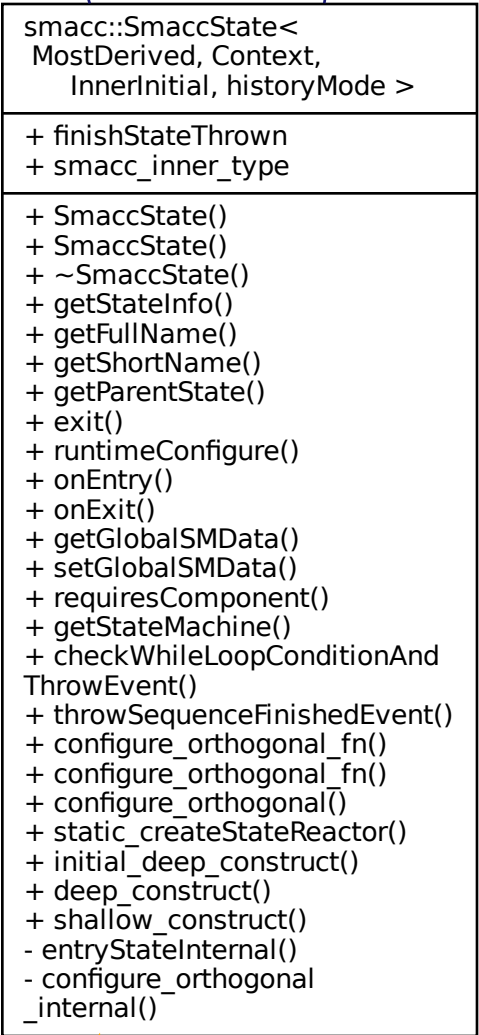 smacc::SmaccState<
MostDerived, Context,
InnerInitial, historyMode >
+ finishStateThrown
+ smacc_inner_type
+ SmaccState()
+ SmaccState()
+ ~SmaccState()
+ getStateInfo()
+ getFullName()
+ getShortName()
+ getParentState()
+ exit()
+ runtimeConfigure()
+ onEntry()
+ onExit()
+ getGlobalSMData()
+ setGlobalSMData()
+ requiresComponent()
+ getStateMachine()
+ checkWhileLoopConditionAnd
ThrowEvent()
+ throwSequenceFinishedEvent()
+ configure_orthogonal_fn()
+ configure_orthogonal_fn()
+ configure_orthogonal()
+ static_createStateReactor()
+ initial_deep_construct()
+ deep_construct()
+ shallow_construct()
- entryStateInternal()
- configure_orthogonal
_internal()